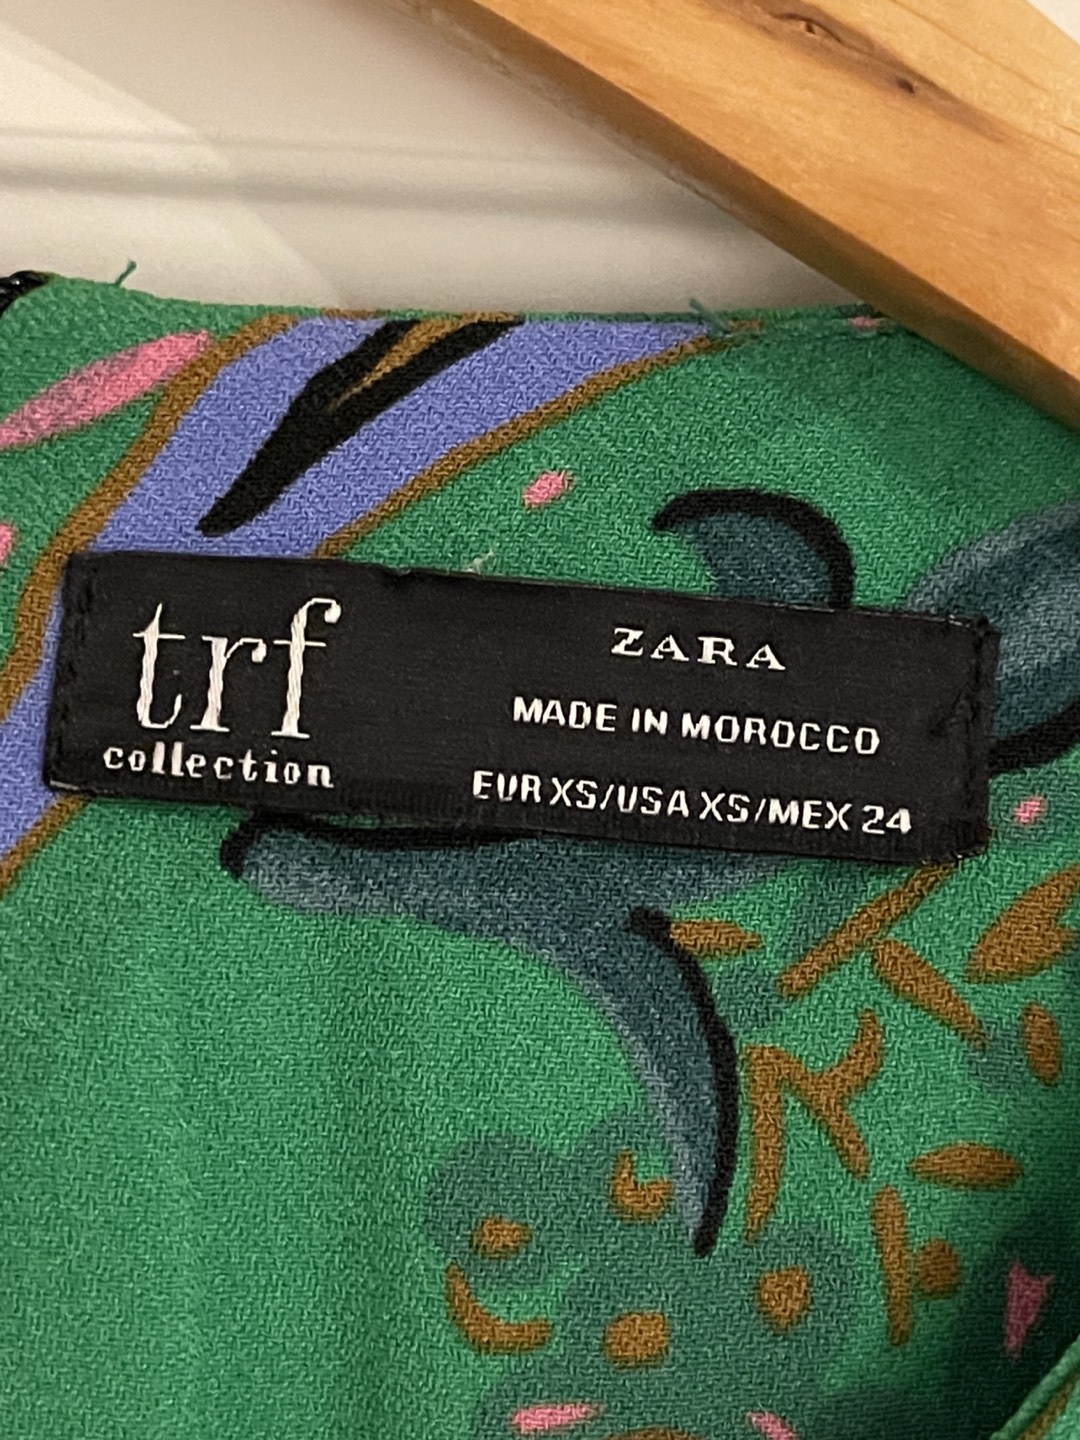 trf
collection
ZARA
MADE IN MOROCCO
EUR XS/USA XS/MEX 24